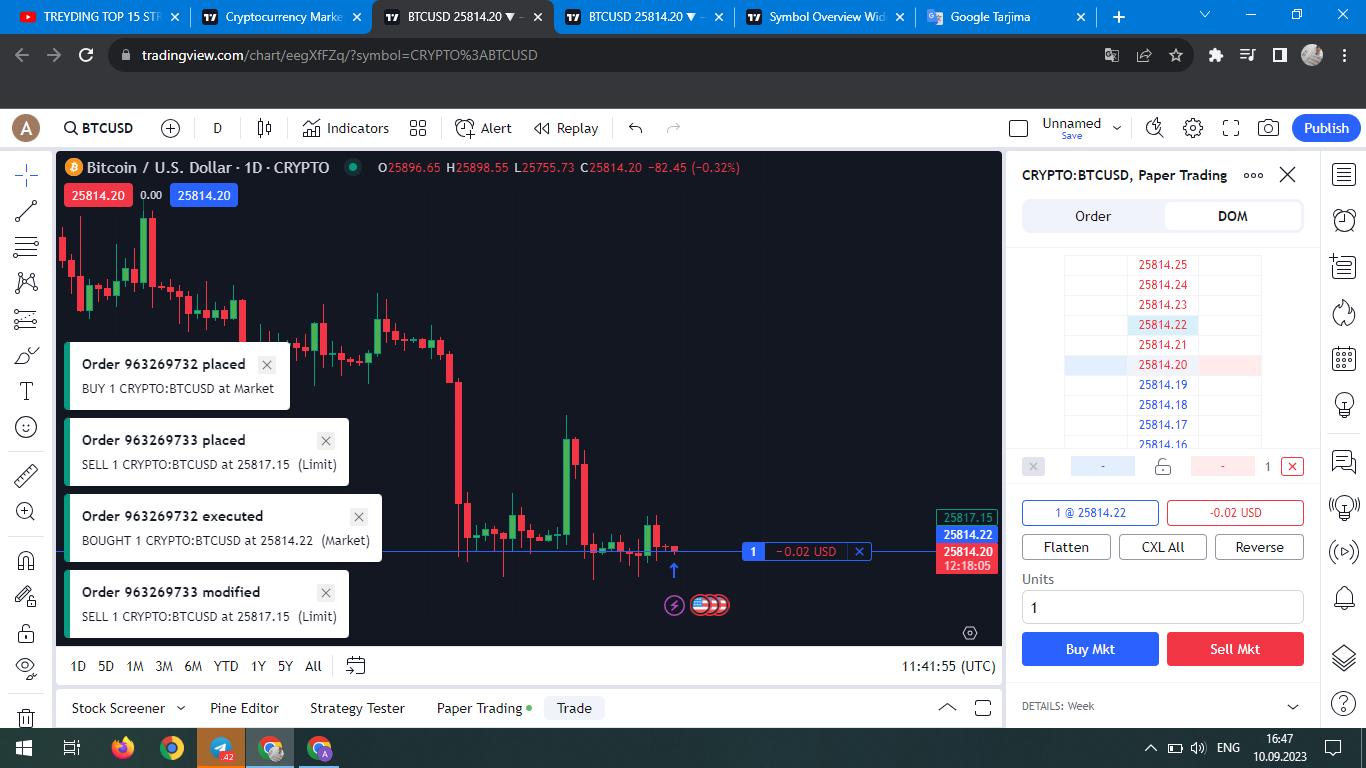 TREYDING TOP 15 STR
Cryptocurrency Marke
BTCUSD 25814.20 ▼ −
BTCUSD 25814.20 ▼ −
Symbol Overview Wid
Google Tarjima
tradingview.com/chart/eegXfFZq/?symbol=CRYPTO%3ABTCUSD
A
BTCUSD
D
Indicators
Alert
Replay
Unnamed
Save
Publish
Bitcoin / U.S. Dollar · 1D · CRYPTO
O25896.65 H25898.55 L25755.73 C25814.20 −82.45 (−0.32%)
25814.20
0.00
25814.20
Order 963269732 placed
BUY 1 CRYPTO:BTCUSD at Market
Order 963269733 placed
SELL 1 CRYPTO:BTCUSD at 25817.15 (Limit)
Order 963269732 executed
BOUGHT 1 CRYPTO:BTCUSD at 25814.22 (Market)
Order 963269733 modified
SELL 1 CRYPTO:BTCUSD at 25817.15 (Limit)
1 −0.02 USD
25817.15
25814.22
25814.20
12:18:05
1D 5D 1M 3M 6M YTD 1Y 5Y All
11:41:55 (UTC)
Stock Screener
Pine Editor
Strategy Tester
Paper Trading
Trade
CRYPTO:BTCUSD, Paper Trading
Order
DOM
25814.25
25814.24
25814.23
25814.22
25814.21
25814.20
25814.19
25814.18
25814.17
25814.16
- - 1
1 @ 25814.22
-0.02 USD
Flatten
CXL All
Reverse
Units
1
Buy Mkt
Sell Mkt
DETAILS: Week
.42
A
ENG
16:47
10.09.2023